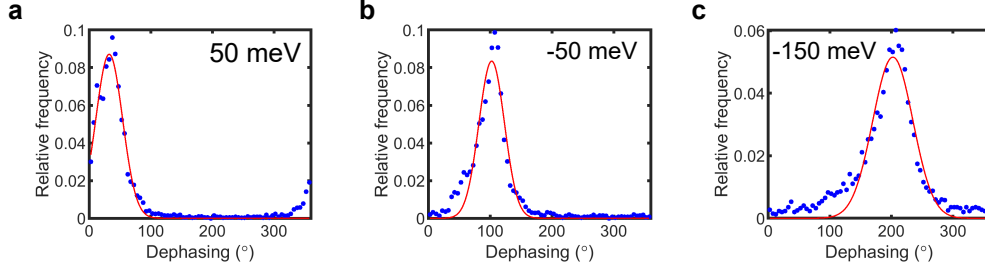 a
50 meV
Relative frequency
0.1
0.08
0.06
0.04
0.02
0
0 100 200 300
Dephasing (°)
b
-50 meV
Relative frequency
0.1
0.08
0.06
0.04
0.02
0
0 100 200 300
Dephasing (°)
c
-150 meV
Relative frequency
0.06
0.04
0.02
0
0 100 200 300
Dephasing (°)